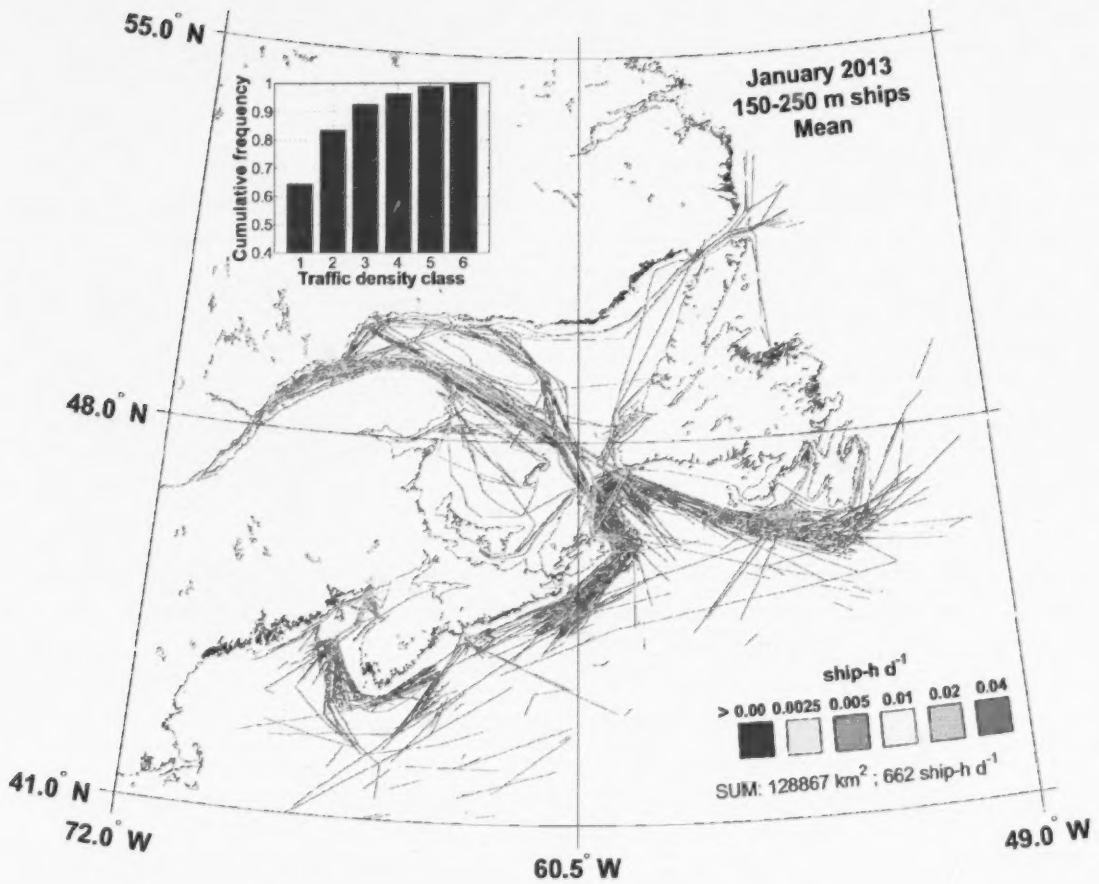 55.0° N
January 2013
150-250 m ships
Mean
Cumulative frequency
1
0.9
0.8
0.7
0.6
0.5
0.4
1 2 3 4 5 6
Traffic density class
48.0° N
ship-h d⁻¹
> 0.00 0.0025 0.005 0.01 0.02 0.04
SUM: 128867 km² ; 662 ship-h d⁻¹
41.0° N
72.0° W
60.5° W
49.0° W